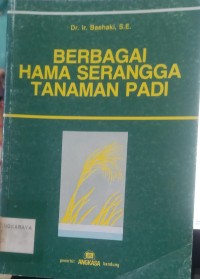 Dr. Ir. Baehaki, S.E.
BERBAGAI
HAMA SERANGGA
TANAMAN PADI
penerbit ANGKASA bandung